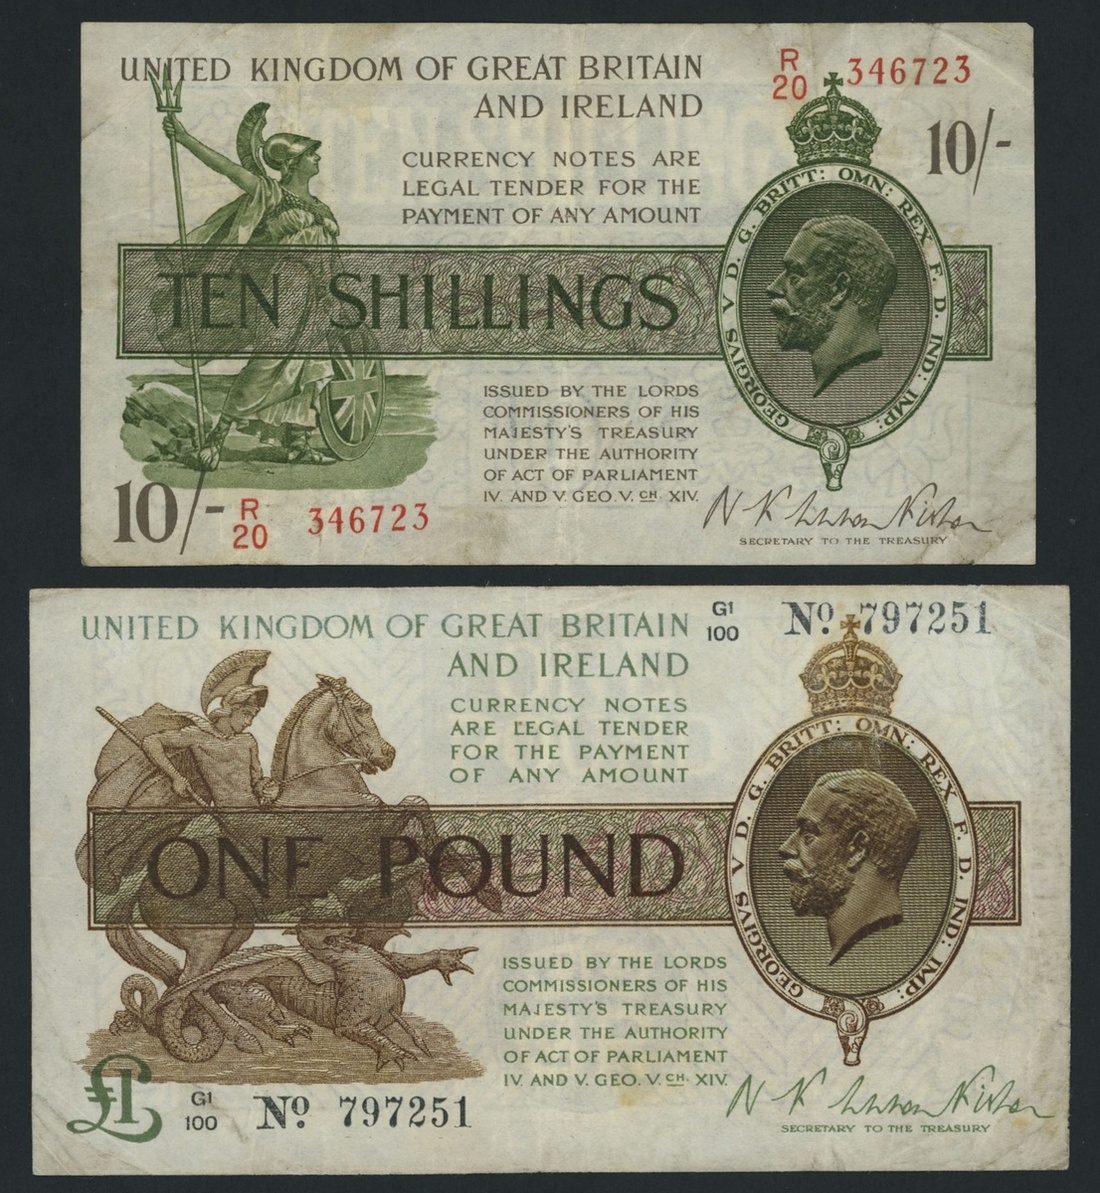 UNITED KINGDOM OF GREAT BRITAIN
AND IRELAND
R
20 346723
10/-
CURRENCY NOTES ARE
LEGAL TENDER FOR THE
PAYMENT OF ANY AMOUNT
GEORGIVS V D. G. BRITT: OMN: REX F. D. IND: IMP:
TEN SHILLINGS
ISSUED BY THE LORDS
COMMISSIONERS OF HIS
MAJESTY'S TREASURY
UNDER THE AUTHORITY
OF ACT OF PARLIAMENT
IV. AND V. GEO. V. CH. XIV.
10/- R
20 346723
N K Warren Fisher
SECRETARY TO THE TREASURY
UNITED KINGDOM OF GREAT BRITAIN
AND IRELAND
G1
100 No. 797251
CURRENCY NOTES
ARE LEGAL TENDER
FOR THE PAYMENT
OF ANY AMOUNT
GEORGIVS V D. G. BRITT: OMN: REX F. D. IND: IMP:
ONE POUND
ISSUED BY THE LORDS
COMMISSIONERS OF HIS
MAJESTY'S TREASURY
UNDER THE AUTHORITY
OF ACT OF PARLIAMENT
IV. AND V. GEO. V. CH. XIV.
£1
G1
100 No. 797251
N K Warren Fisher
SECRETARY TO THE TREASURY